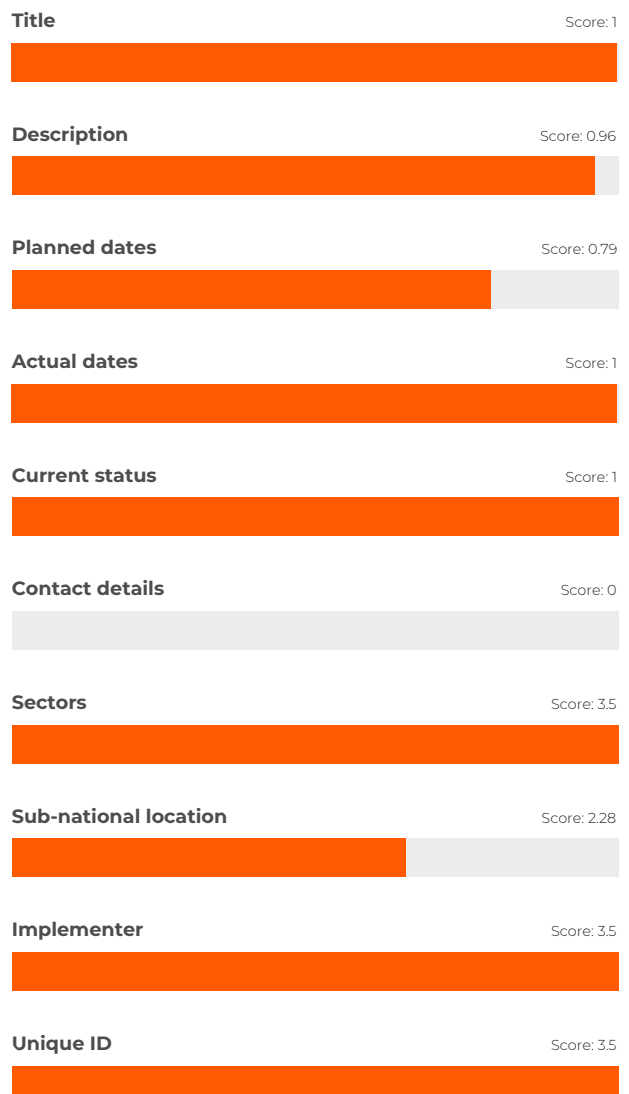 Title Score: 1
Description Score: 0.96
Planned dates Score: 0.79
Actual dates Score: 1
Current status Score: 1
Contact details Score: 0
Sectors Score: 3.5
Sub-national location Score: 2.28
Implementer Score: 3.5
Unique ID Score: 3.5